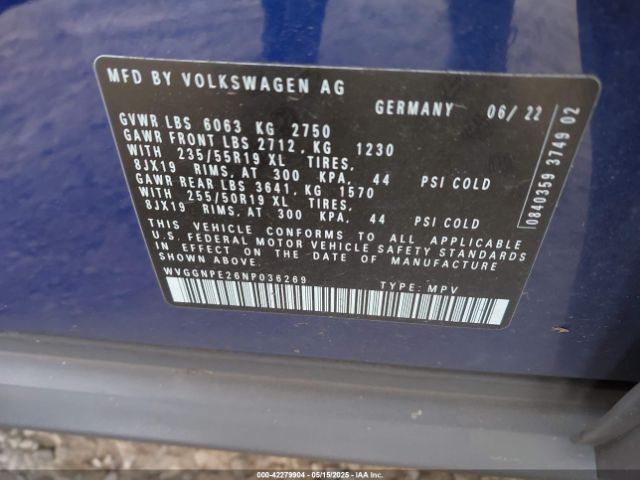 MFD BY VOLKSWAGEN AG
GERMANY 06/ 22
GVWR LBS 6063 KG 2750
GAWR FRONT LBS 2712, KG 1230
WITH 235/55R19 XL TIRES,
8JX19 RIMS, AT 300 KPA, 44 PSI COLD
GAWR REAR LBS 3641, KG 1570
WITH 255/50R19 XL TIRES,
8JX19 RIMS, AT 300 KPA, 44 PSI COLD
THIS VEHICLE CONFORMS TO ALL APPLICABLE
U.S. FEDERAL MOTOR VEHICLE SAFETY STANDARDS
IN EFFECT ON THE DATE OF MANUFACTURE
SHOWN ABOVE.
WVGGNPE26NP036269 TYPE: MPV
0840359 3749 02
000-42279904 - 05/15/2025 - IAAI.COM